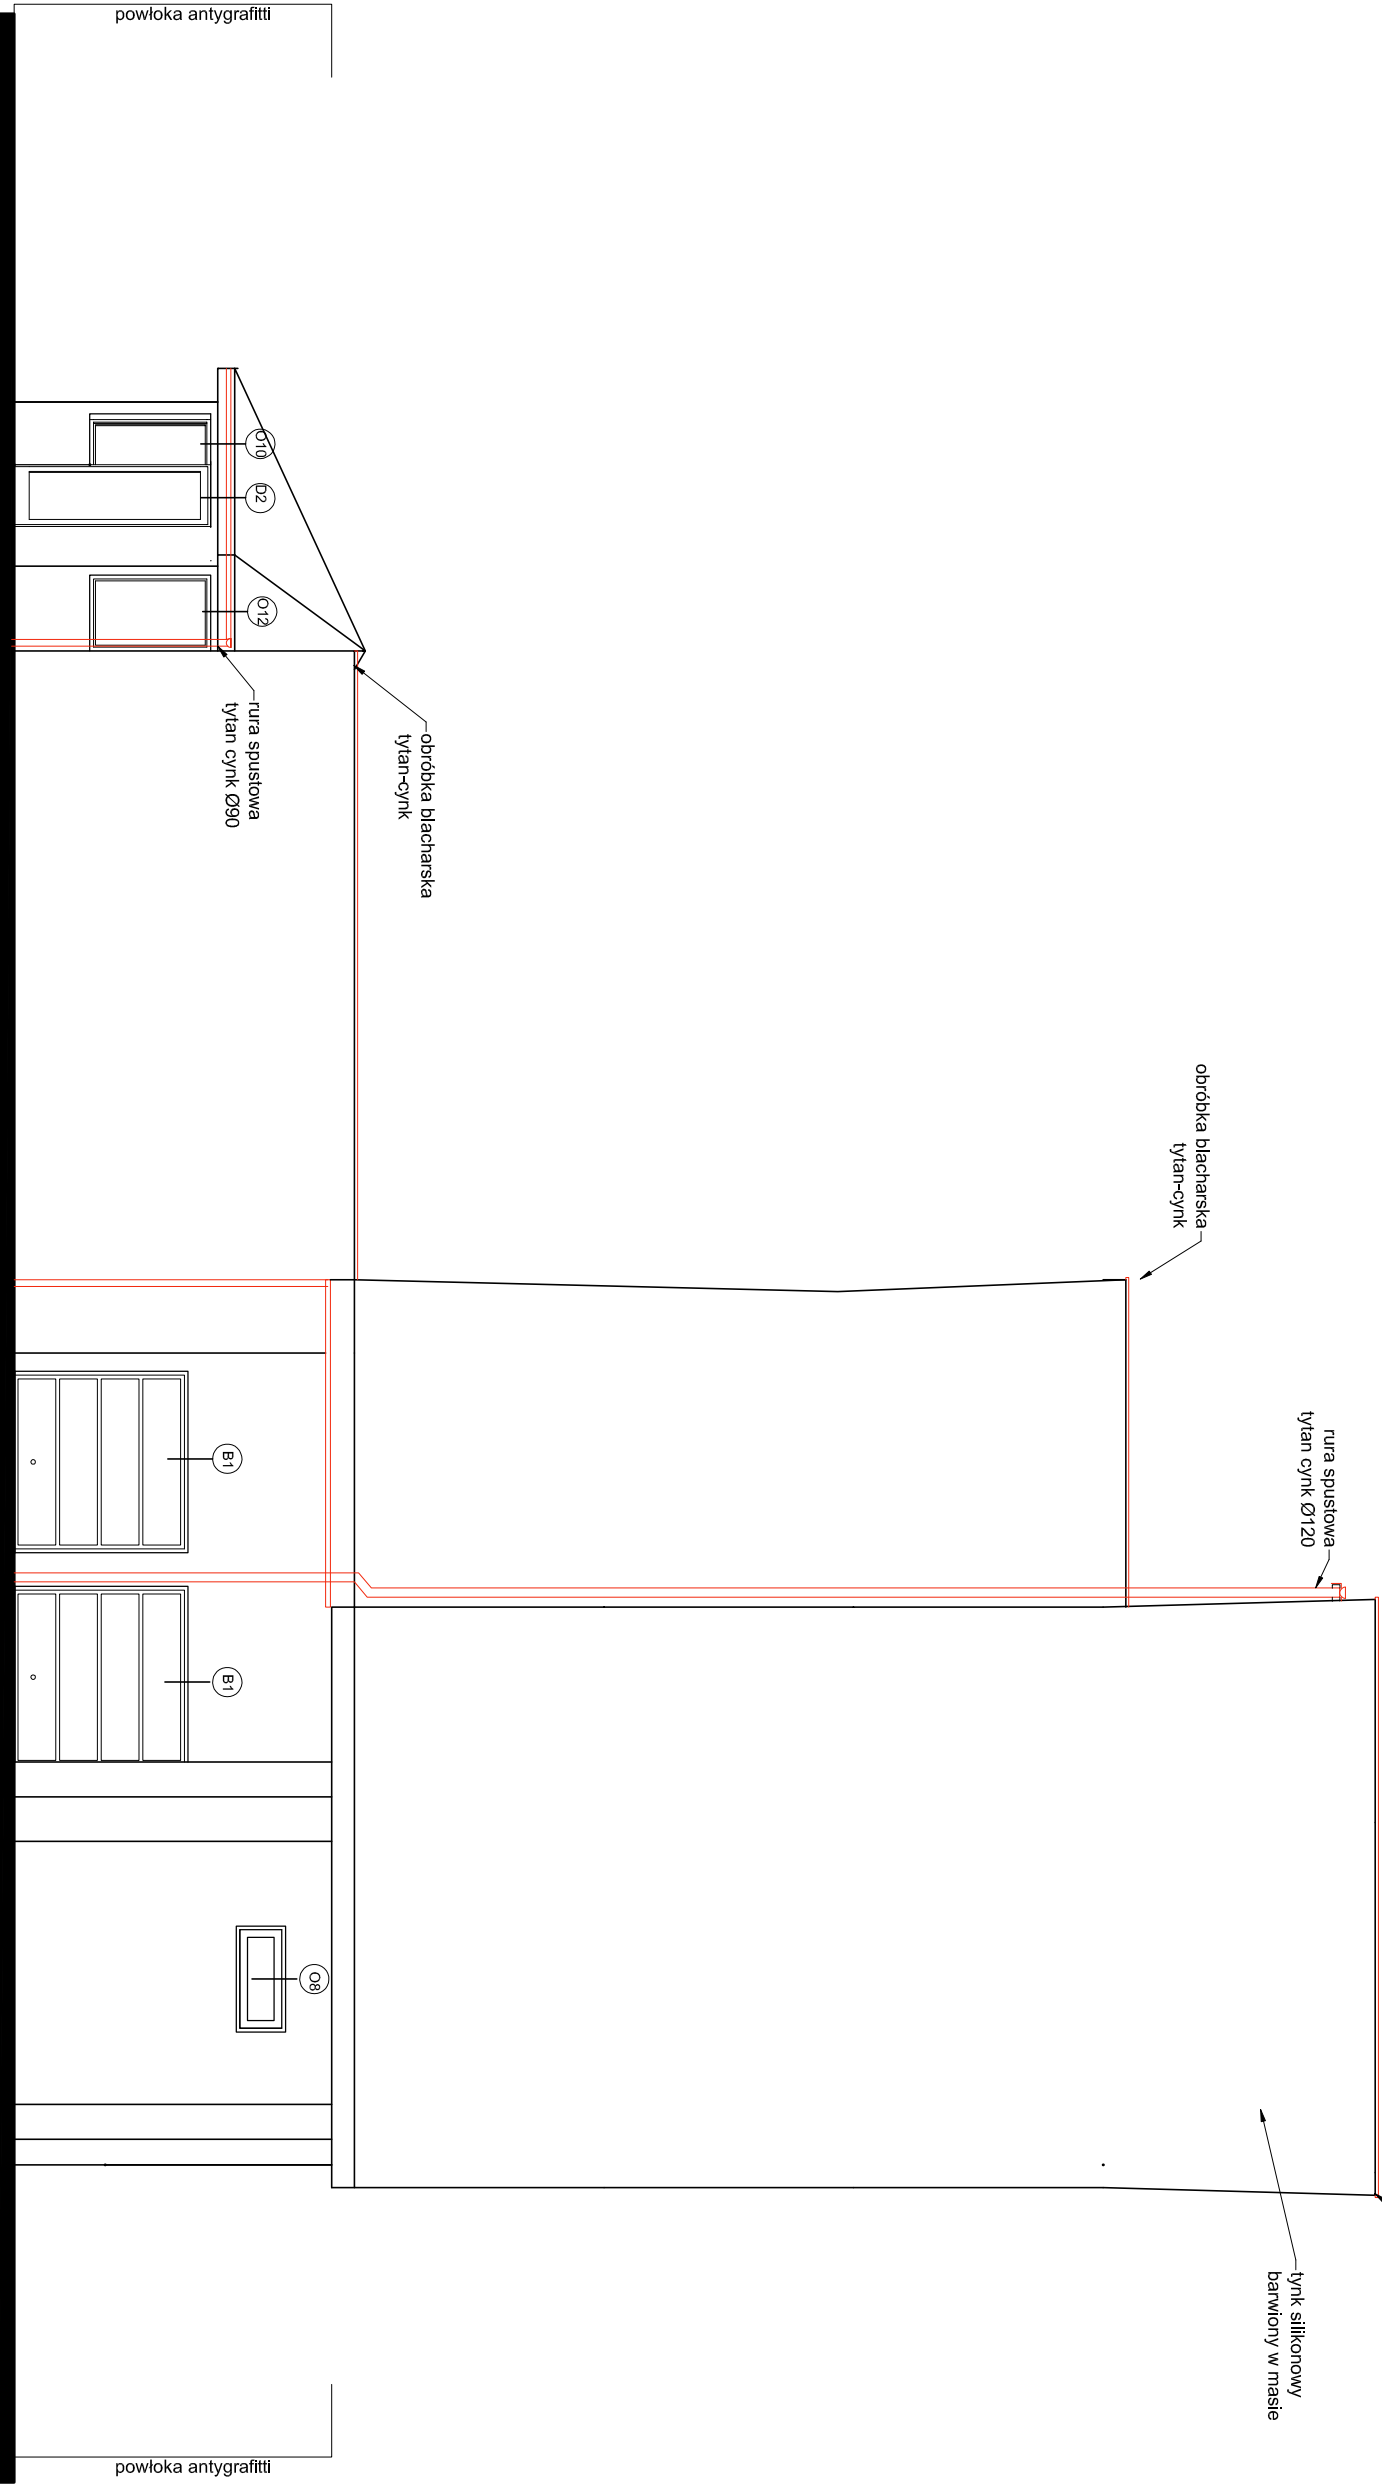 powłoka antygrafitti
O10
D2
O12
rura spustowa
tytan cynk Ø90
obróbka blacharska
tytan-cynk
obróbka blacharska
tytan-cynk
rura spustowa
tytan cynk Ø120
B1
B1
O8
tynk silikonowy
barwiony w masie
powłoka antygrafitti